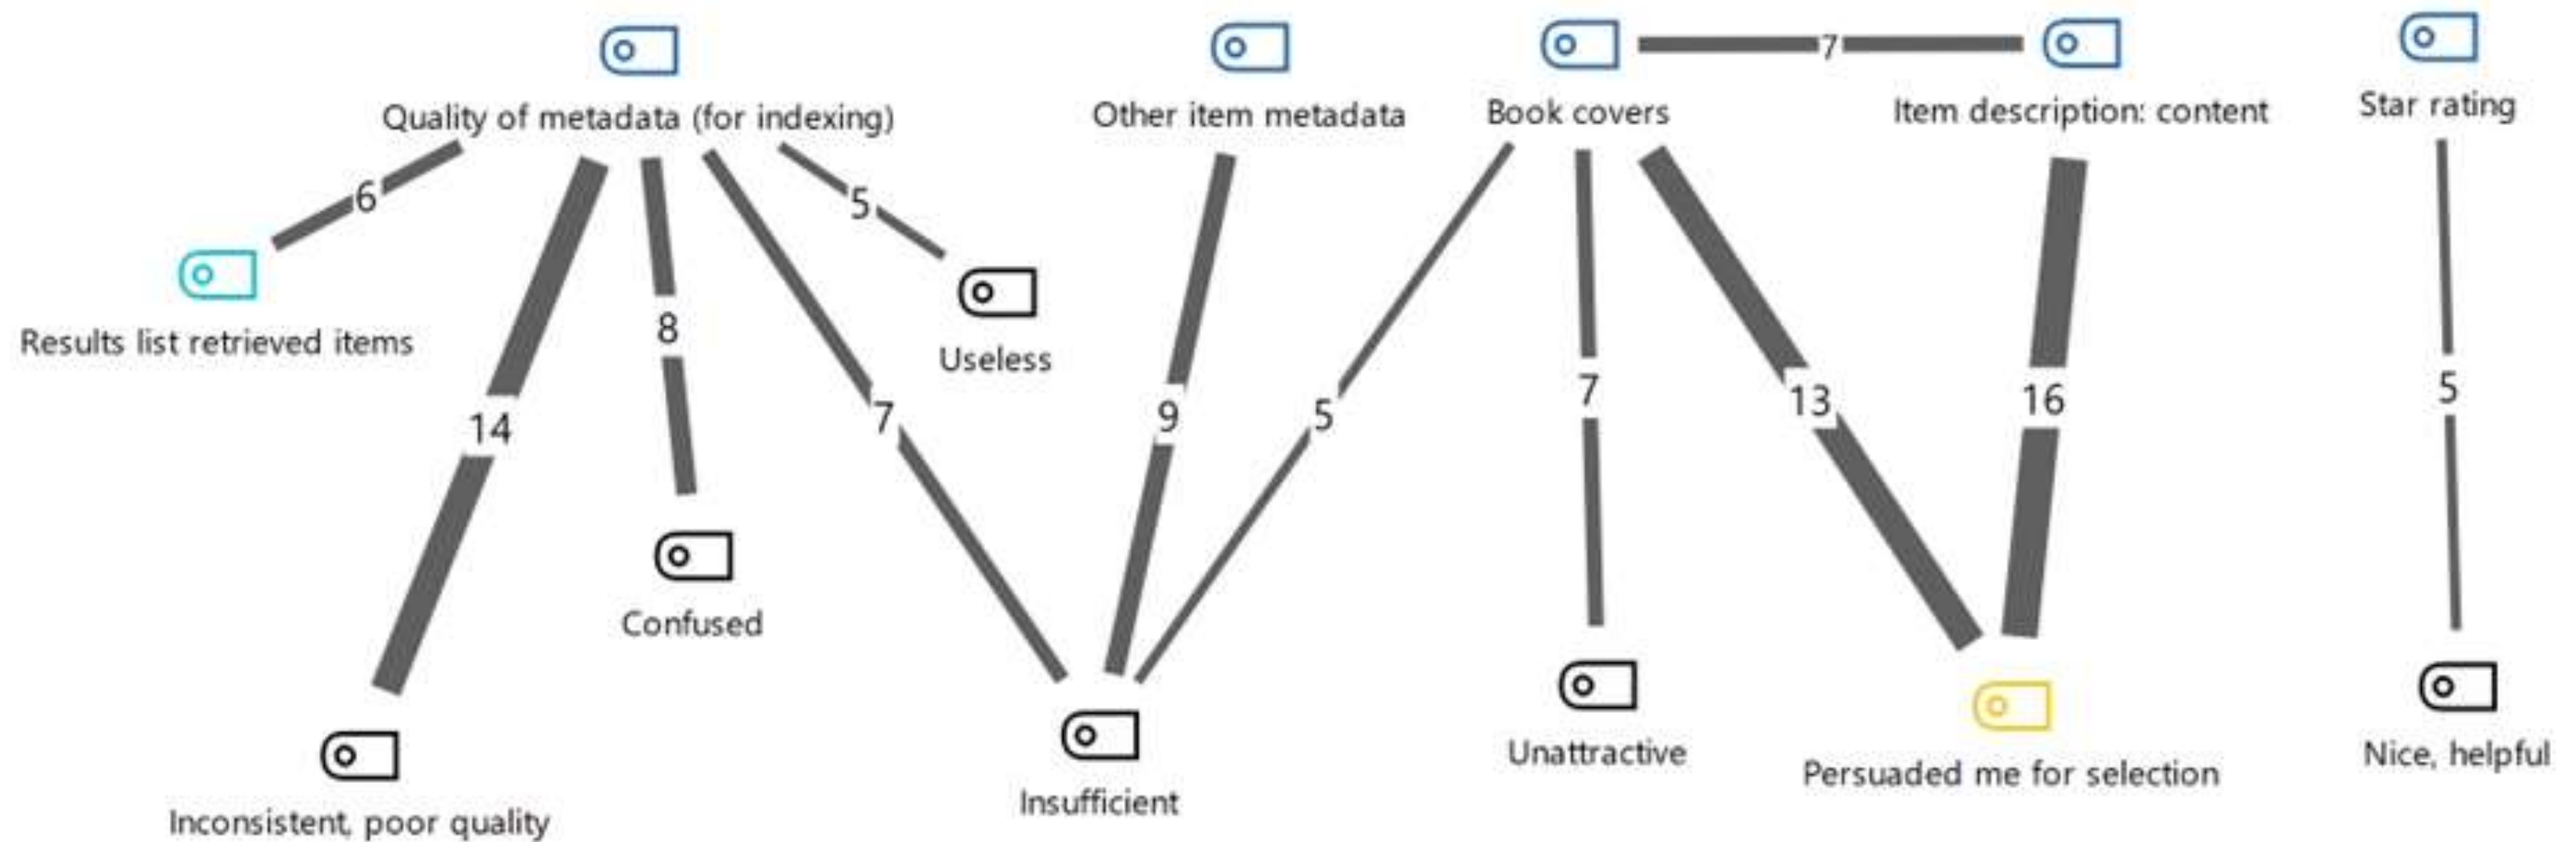 Quality of metadata (for indexing)
Other item metadata
Book covers
7
Item description: content
Star rating
6
5
Results list retrieved items
Useless
8
14
7
9
5
7
13
16
5
Confused
Inconsistent, poor quality
Insufficient
Unattractive
Persuaded me for selection
Nice, helpful